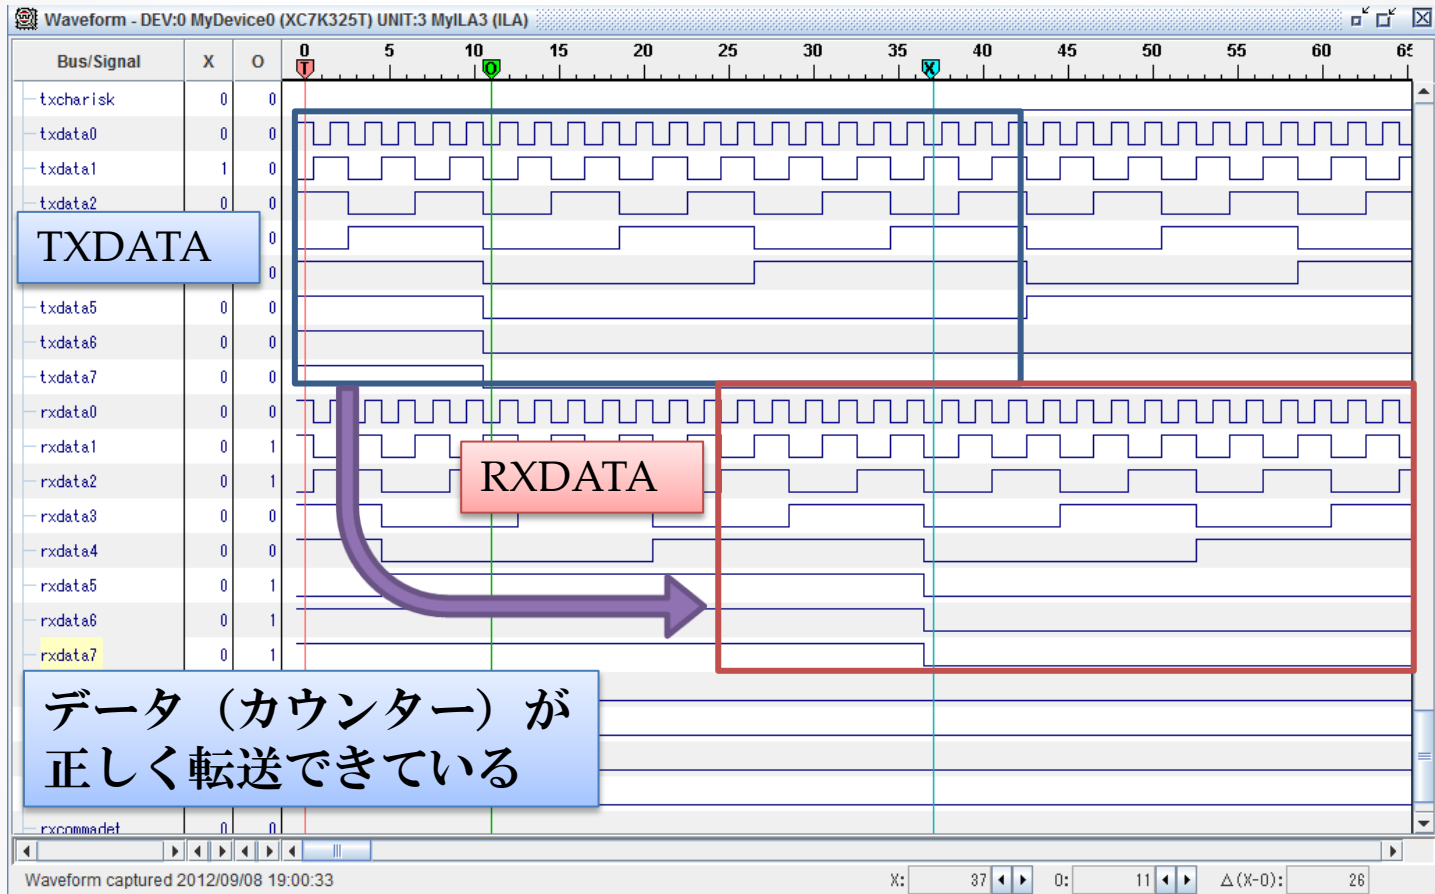 Waveform - DEV:0 MyDevice0 (XC7K325T) UNIT:3 MyILA3 (ILA)
Bus/Signal X O 0 5 10 15 20 25 30 35 40 45 50 55 60
T O X
txcharisk 0 0
txdata0 0 0
txdata1 1 0
txdata2 0 0
TXDATA 0
0
txdata5 0 0
txdata6 0 0
txdata7 0 0
rxdata0 0 0
rxdata1 0 1
rxdata2 0 1
RXDATA
rxdata3 0 0
rxdata4 0 0
rxdata5 0 1
rxdata6 0 1
rxdata7 0 1
データ（カウンター）が
正しく転送できている
rxcommadet 0 0
Waveform captured 2012/09/08 19:00:33 X: 37 O: 11 Δ(X-O): 26